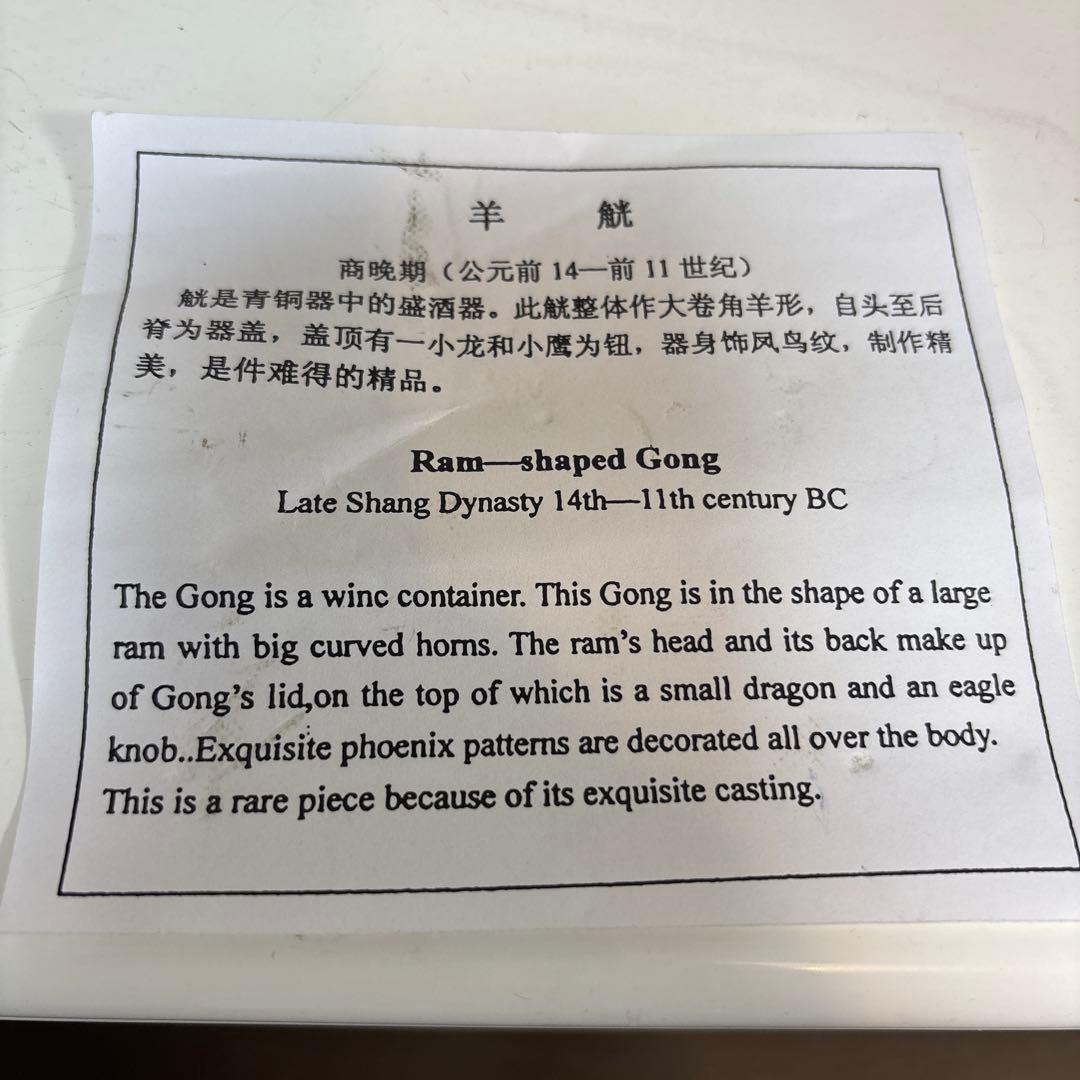 羊 觥
商晚期（公元前 14—前 11 世纪）
觥是青铜器中的盛酒器。此觥整体作大卷角羊形，自头至后
脊为器盖，盖顶有一小龙和小鹰为钮，器身饰凤鸟纹，制作精
美，是件难得的精品。
Ram—shaped Gong
Late Shang Dynasty 14th—11th century BC
The Gong is a winc container. This Gong is in the shape of a large
ram with big curved horns. The ram's head and its back make up
of Gong's lid,on the top of which is a small dragon and an eagle
knob..Exquisite phoenix patterns are decorated all over the body.
This is a rare piece because of its exquisite casting.